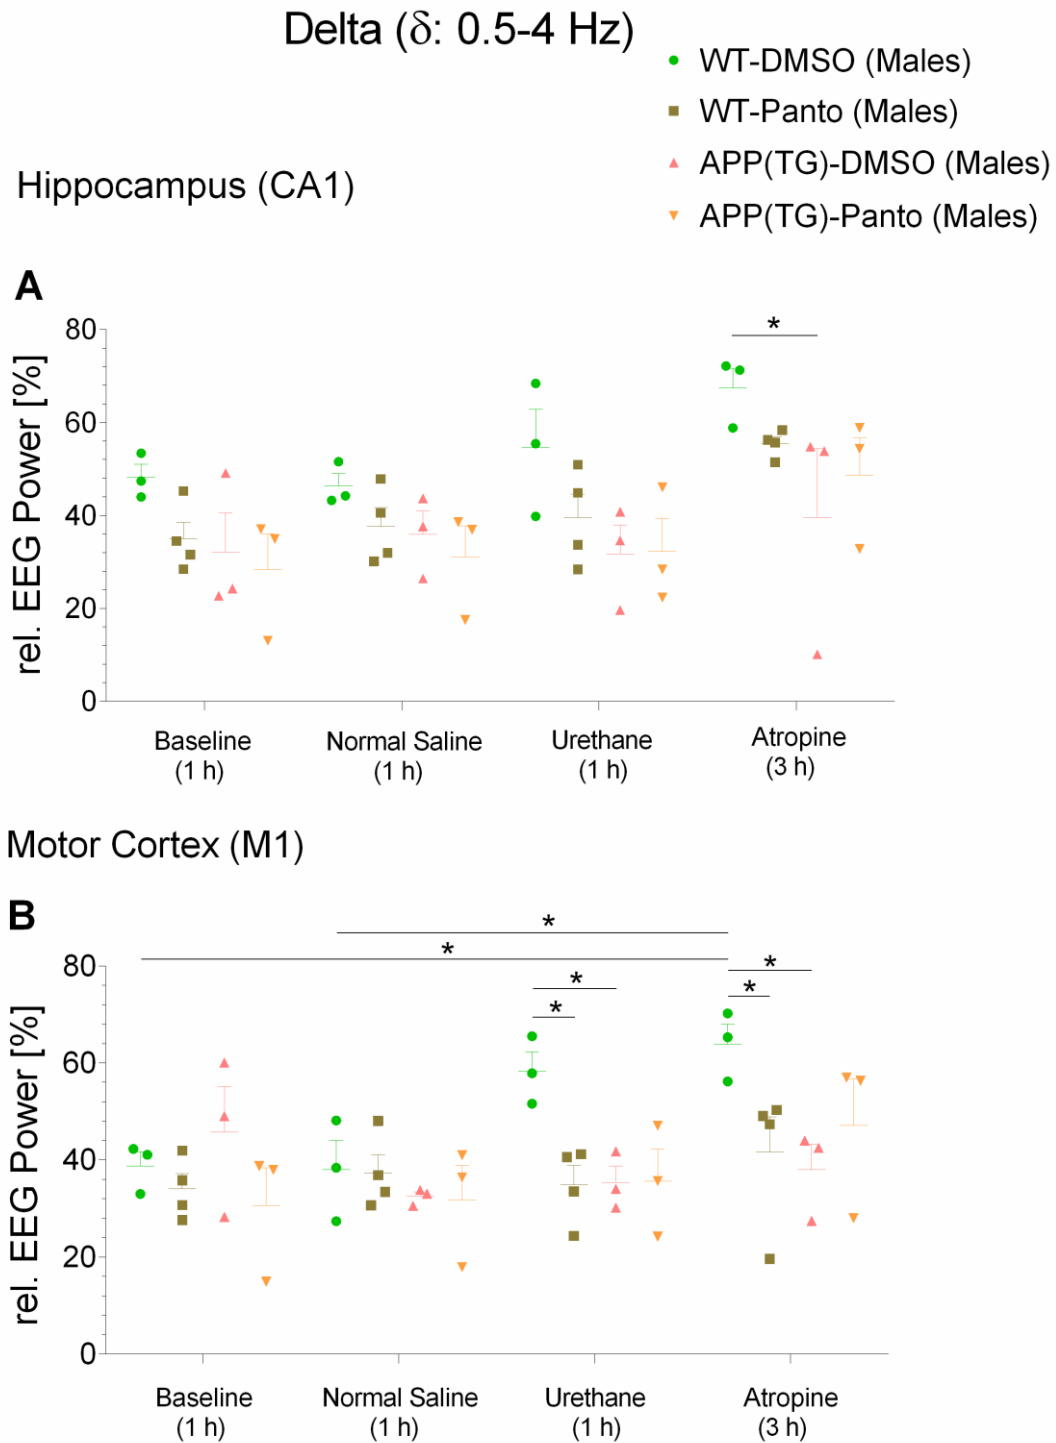 Delta (δ: 0.5-4 Hz)
WT-DMSO (Males)
WT-Panto (Males)
APP(TG)-DMSO (Males)
APP(TG)-Panto (Males)
Hippocampus (CA1)
A
rel. EEG Power [%]
80
60
40
20
0
*
Baseline
(1 h)
Normal Saline
(1 h)
Urethane
(1 h)
Atropine
(3 h)
Motor Cortex (M1)
B
rel. EEG Power [%]
80
60
40
20
0
*
*
*
*
*
*
Baseline
(1 h)
Normal Saline
(1 h)
Urethane
(1 h)
Atropine
(3 h)